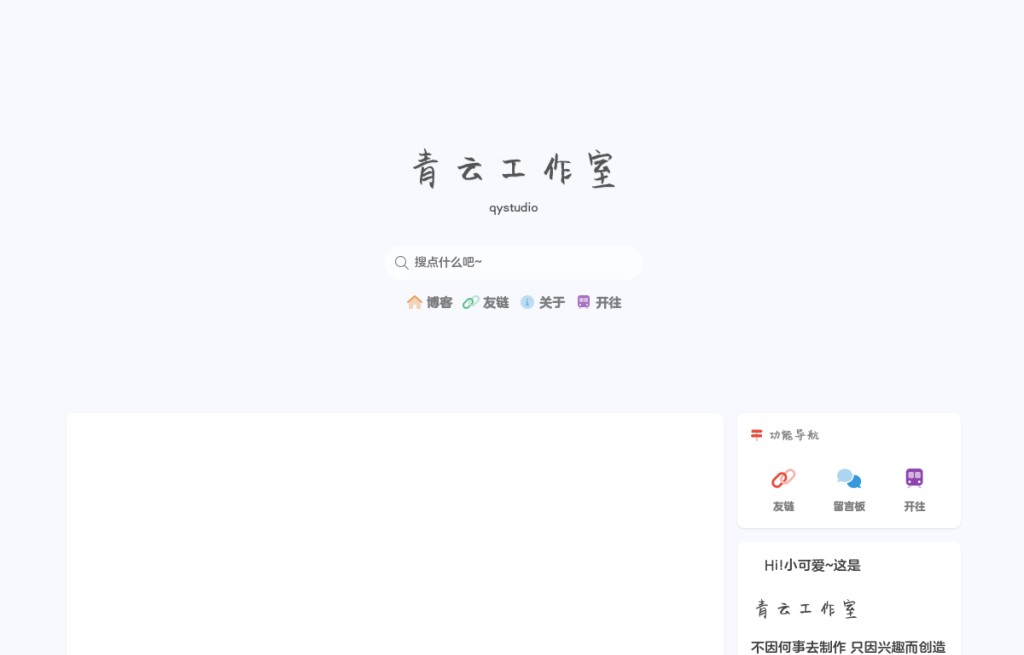 青云工作室
qystudio
搜点什么吧~
博客 友链 关于 开往
功能导航
友链 留言板 开往
Hi!小可爱~这是
青云工作室
不因何事去制作 只因兴趣而创造